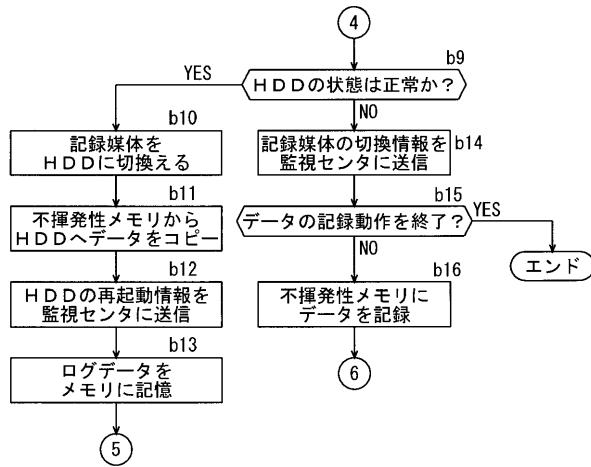 4
b9
HDDの状態は正常か?
YES
NO
b10
記録媒体を
HDDに切換える
b11
不揮発性メモリから
HDDへデータをコピー
b12
HDDの再起動情報を
監視センタに送信
b13
ログデータを
メモリに記憶
5
記録媒体の切換情報を
監視センタに送信
b14
b15
データの記録動作を終了?
YES
エンド
NO
b16
不揮発性メモリに
データを記録
6